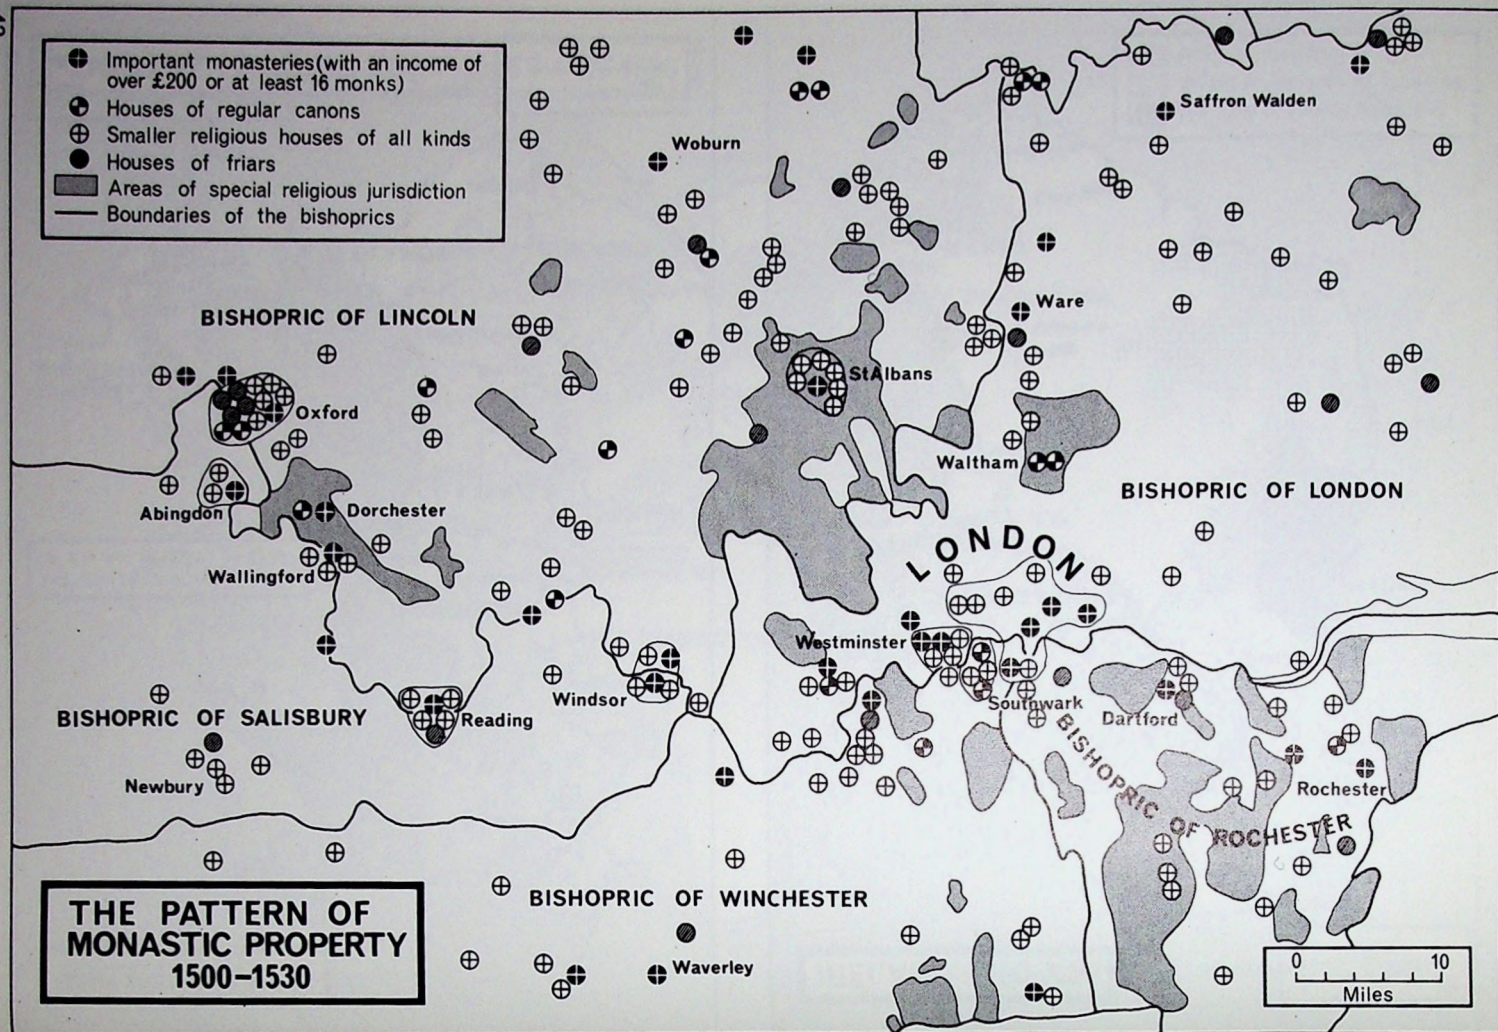 Important monasteries(with an income of
over £200 or at least 16 monks)
Houses of regular canons
Smaller religious houses of all kinds
Houses of friars
Areas of special religious jurisdiction
Boundaries of the bishoprics
Saffron Walden
Woburn
BISHOPRIC OF LINCOLN
Ware
StAlbans
Oxford
Waltham
BISHOPRIC OF LONDON
Abingdon
Dorchester
LONDON
Wallingford
Westminster
Windsor
Southwark
Dartford
BISHOPRIC OF SALISBURY
Reading
Newbury
Rochester
BISHOPRIC OF ROCHESTER
BISHOPRIC OF WINCHESTER
THE PATTERN OF
MONASTIC PROPERTY
1500–1530
Waverley
0 10
Miles